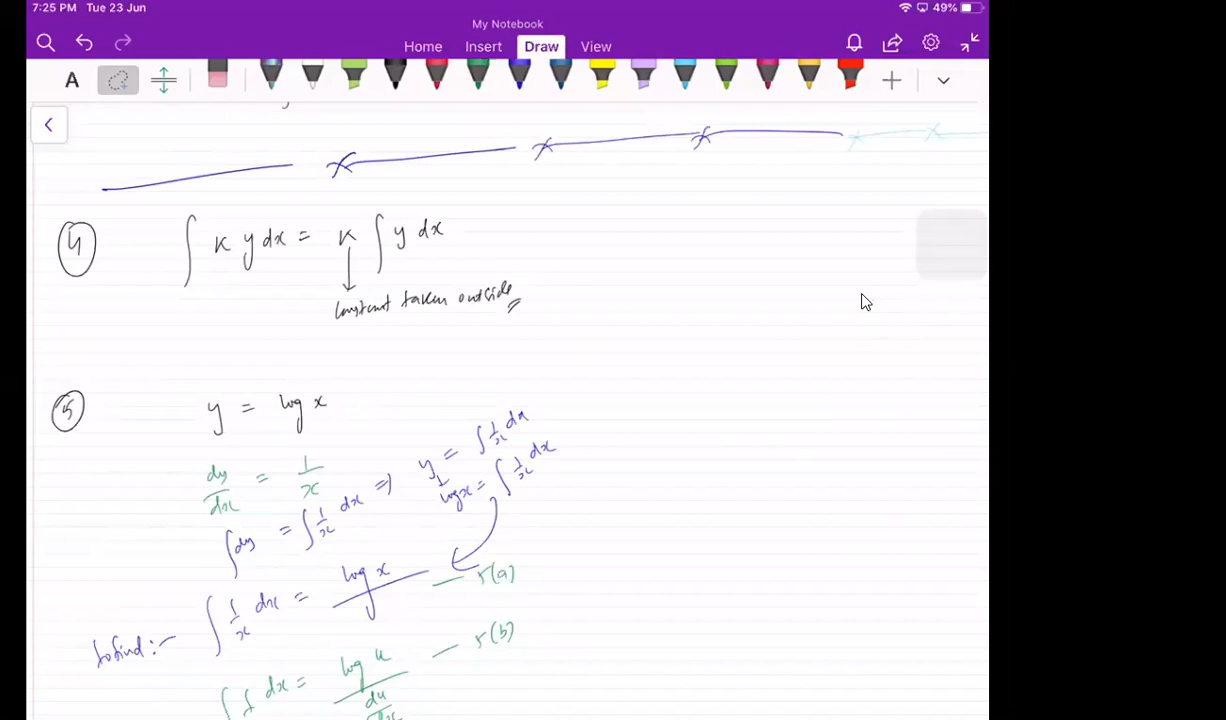 7:25 PM Tue 23 Jun
49%
My Notebook
Home Insert Draw View
A
4 ∫ K y dx = K ∫ y dx
Constant taken outside
5 y = log x
dy/dx = 1/x ⇒ y = ∫ 1/x dx
log x = ∫ 1/x dx
∫ dy = ∫ 1/x dx
to find :- ∫ 1/x dx = log x — 5(a)
dx = log u / du — 5(b)